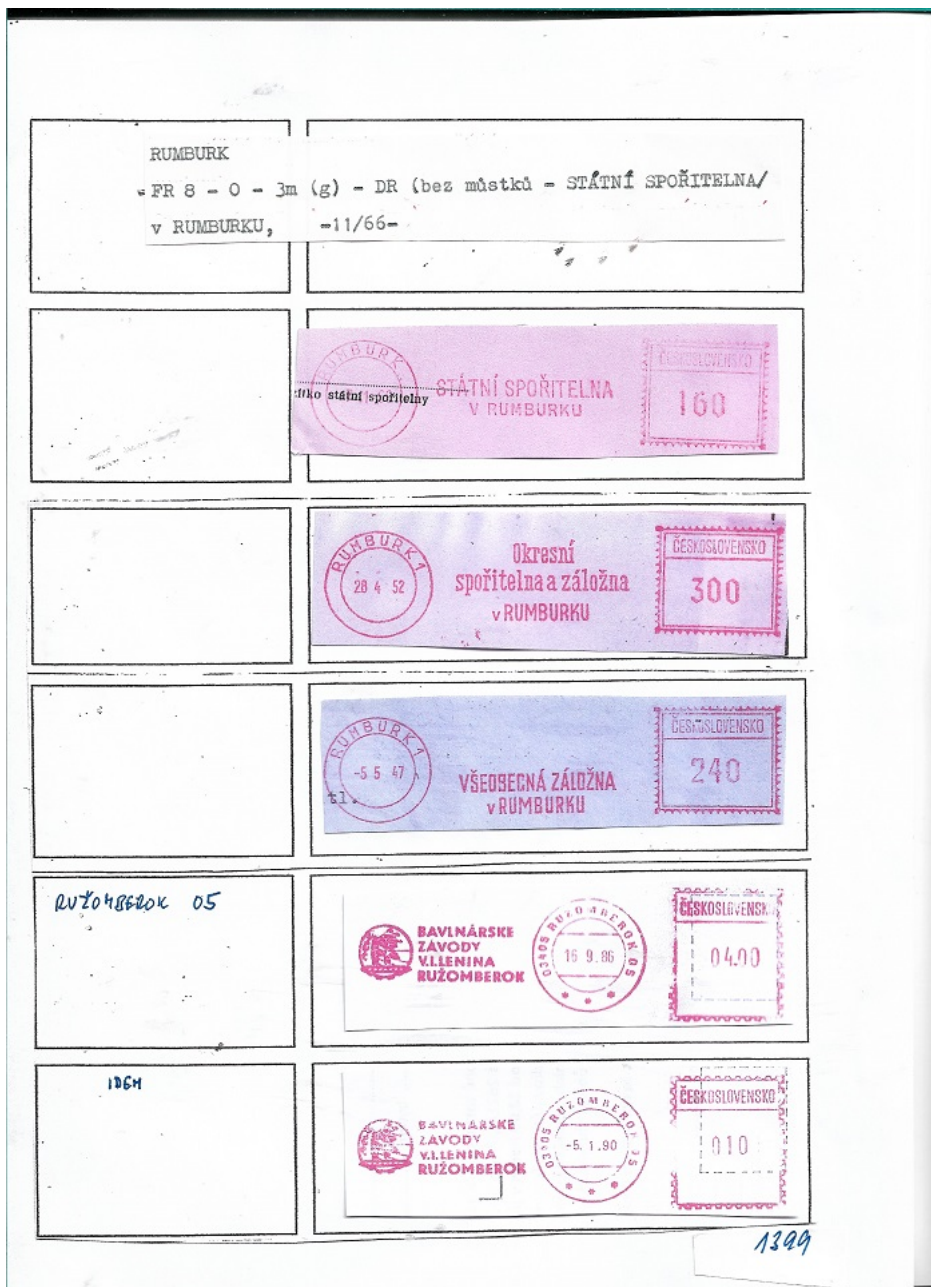 RUMBURK
FR 8 - O - 3m (g) - DR (bez můstků - STÁTNÍ SPOŘITELNA/
v RUMBURKU, -11/66-
RUMBURK
STÁTNÍ SPOŘITELNA
V RUMBURKU
ČESKOSLOVENSKO
160
státní spořitelny
RUMBURK 1
28 4 52
Okresní
spořitelna a záložna
v RUMBURKU
ČESKOSLOVENSKO
300
RUMBURK 1
-5 5 47
tl.
VŠEOBECNÁ ZÁLOŽNA
v RUMBURKU
ČESKOSLOVENSKO
240
RUŽOMBEROK 05
BAVLNÁRSKE
ZÁVODY
V.I.LENINA
RUŽOMBEROK
03405 RUŽOMBEROK 05
16 9.86
ČESKOSLOVENSK
04.00
IDEM
BAVLNÁRSKE
ZÁVODY
V.I.LENINA
RUŽOMBEROK
03405 RUŽOMBEROK 05
-5.1.90
ČESKOSLOVENSKO
010
1399